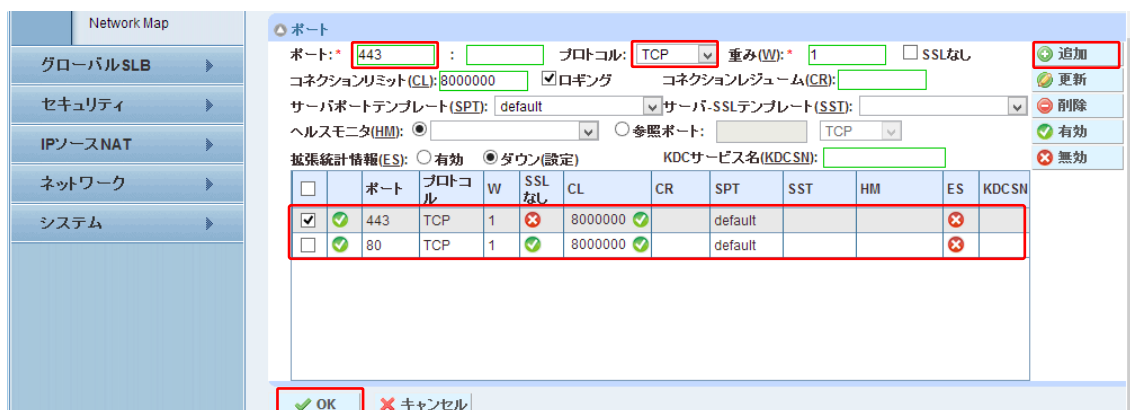 Network Map
グローバルSLB
セキュリティ
IPソースNAT
ネットワーク
システム
ポート
ポート:* 443 : プロトコル: TCP 重み(W):* 1 SSLなし 追加
コネクションリミット(CL): 8000000 ロギング コネクションレジューム(CR): 更新
サーバポートテンプレート(SPT): default サーバ-SSLテンプレート(SST): 削除
ヘルスモニタ(HM): 参照ポート: TCP 有効
拡張統計情報(ES): 有効 ダウン(設定) KDCサービス名(KDCSN): 無効
ポート プロトコル W SSLなし CL CR SPT SST HM ES KDCSN
443 TCP 1 8000000 default
80 TCP 1 8000000 default
OK キャンセル